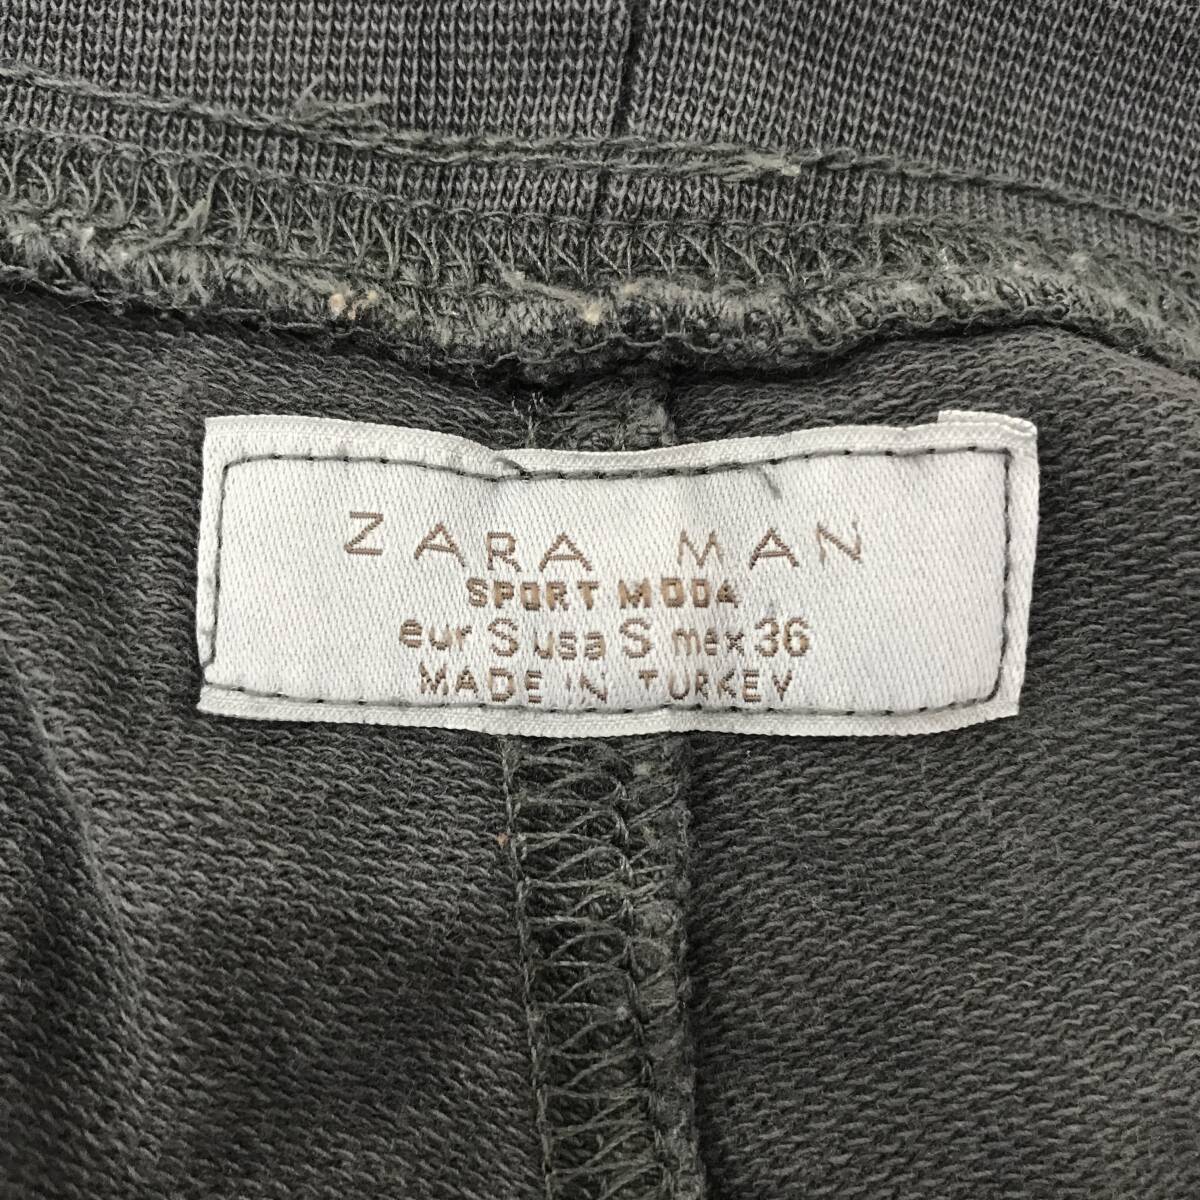 ZARA MAN
SPORT MODA
eur S usa S mex 36
MADE IN TURKEY